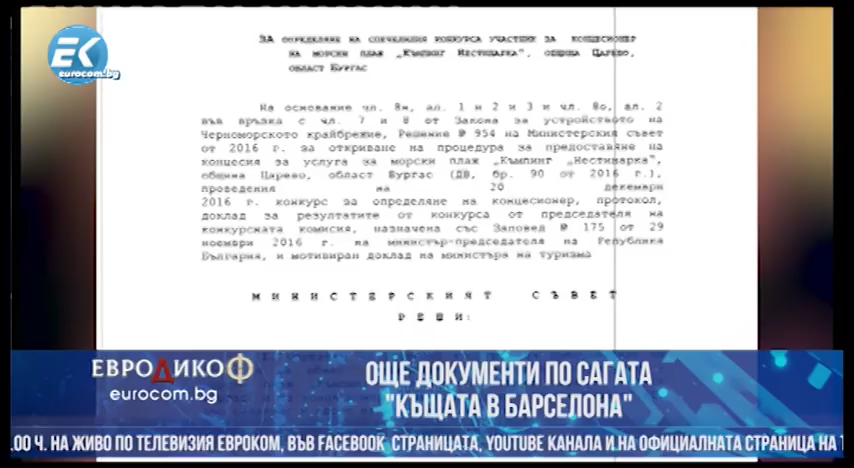 ЗА ОПРЕДЕЛЯНЕ НА СПЕЧЕЛИЛИЯ КОНКУРСА УЧАСТНИК ЗА КОНЦЕСИОНЕР
НА МОРСКИ ПЛАЖ „КЪМПИНГ НЕСТИНАРКА", ОБЩИНА ЦАРЕВО,
ОБЛАСТ БУРГАС
EK
eurocom.bg
На основание чл. 8м, ал. 1 и 2 и 3 и чл. 8о, ал. 2
във връзка с чл. 7 и 8 от Закона за устройството на
Черноморското крайбрежие, Решение № 954 на Министерския съвет
от 2016 г. за откриване на процедура за предоставяне на
концесия за услуга за морски плаж „Къмпинг „Нестинарка",
община Царево, област Бургас (ДВ, бр. 90 от 2016 г.),
проведения на 20 декември
2016 г. конкурс за определяне на концесионер, протокол,
доклад за резултатите от конкурса от председателя на
конкурсната комисия, назначена със Заповед № 175 от 29
ноември 2016 г. на министър-председателя на Република
България, и мотивиран доклад на министъра на туризма
МИНИСТЕРСКИЯТ СЪВЕТ
РЕШИ:
ЕВРОДИКОФ
eurocom.bg
ОЩЕ ДОКУМЕНТИ ПО САГАТА
"КЪЩАТА В БАРСЕЛОНА"
.00 Ч. НА ЖИВО ПО ТЕЛЕВИЗИЯ ЕВРОКОМ, ВЪВ FACEBOOK СТРАНИЦАТА, YOUTUBE КАНАЛА И НА ОФИЦИАЛНАТА СТРАНИЦА НА Т